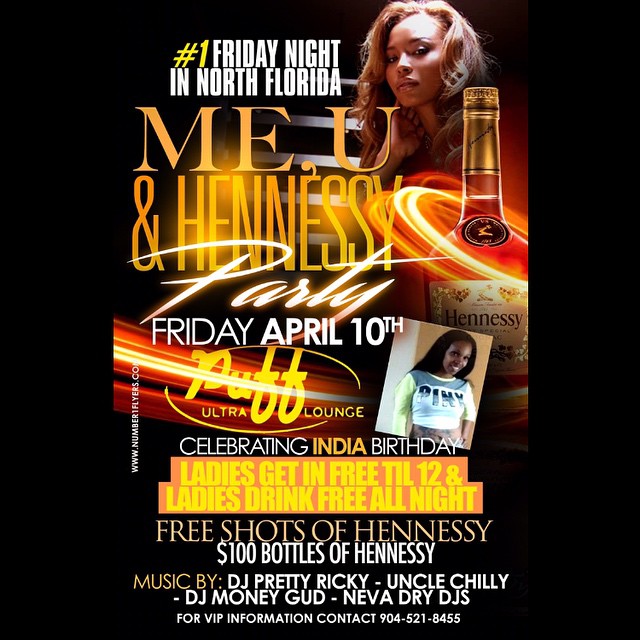 #1 FRIDAY NIGHT
IN NORTH FLORIDA
ME, U
& HENNESSY
Party
FRIDAY APRIL 10TH
Puff
ULTRA LOUNGE
Hennessy
PINK
WWW.NUMBER1FLYERS.COM
CELEBRATING INDIA BIRTHDAY
LADIES GET IN FREE TIL 12 &
LADIES DRINK FREE ALL NIGHT
FREE SHOTS OF HENNESSY
$100 BOTTLES OF HENNESSY
MUSIC BY: DJ PRETTY RICKY - UNCLE CHILLY
- DJ MONEY GUD - NEVA DRY DJS
FOR VIP INFORMATION CONTACT 904-521-8455